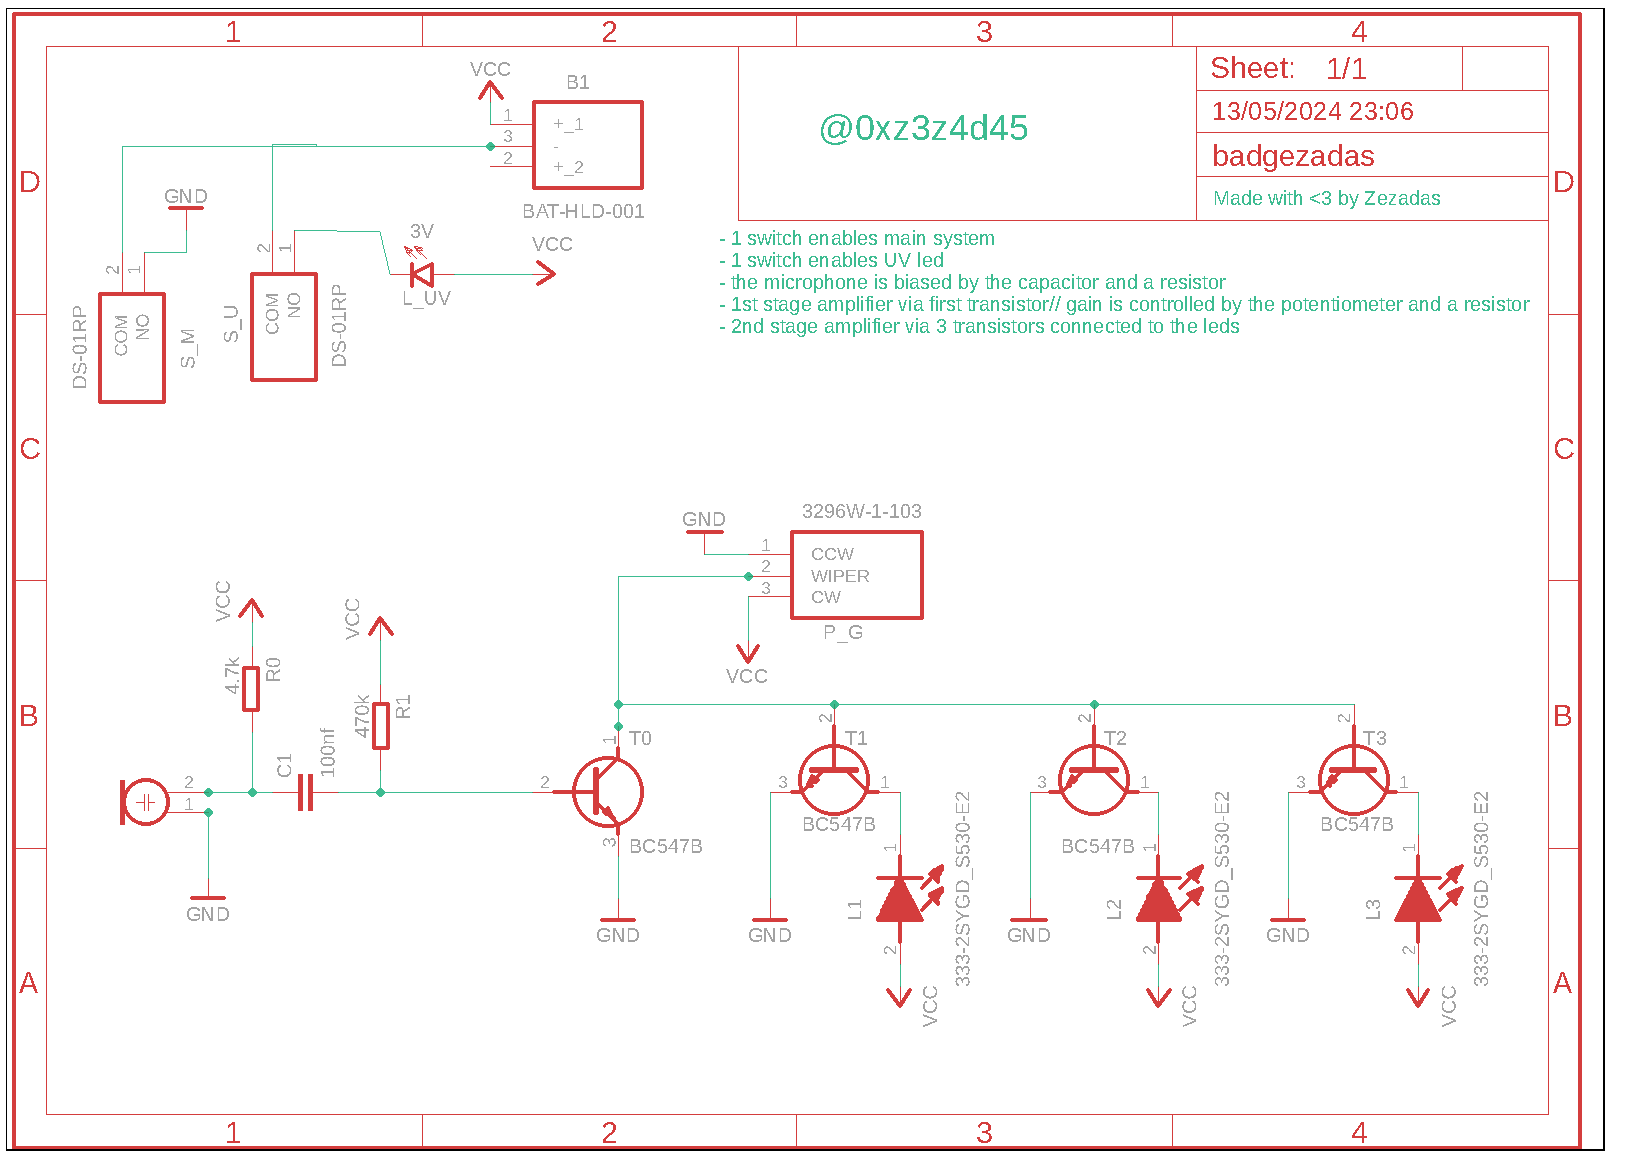 1 2 3 4
Sheet: 1/1
13/05/2024 23:06
badgezadas
Made with <3 by Zezadas
@0xz3z4d45
D D
VCC
B1
1 +_1
3 -
2 +_2
BAT-HLD-001
GND
2 1
COM
NO
DS-01RP
S_M
2 1
COM
NO
S_U
DS-01RP
3V
L_UV
VCC
- 1 switch enables main system
- 1 switch enables UV led
- the microphone is biased by the capacitor and a resistor
- 1st stage amplifier via first transistor// gain is controlled by the potentiometer and a resistor
- 2nd stage amplifier via 3 transistors connected to the leds
C C
3296W-1-103
GND
1 CCW
2 WIPER
3 CW
P_G
VCC
VCC
4.7k
R0
VCC
470k
R1
B B
C1
100nf
2
1
GND
2
1
T0
3
BC547B
GND
2
T1
3 1
BC547B
GND
1
L1
2
333-2SYGD_S530-E2
VCC
2
T2
3 1
BC547B
GND
1
L2
2
333-2SYGD_S530-E2
VCC
2
T3
3 1
BC547B
GND
1
L3
2
333-2SYGD_S530-E2
VCC
A A
1 2 3 4